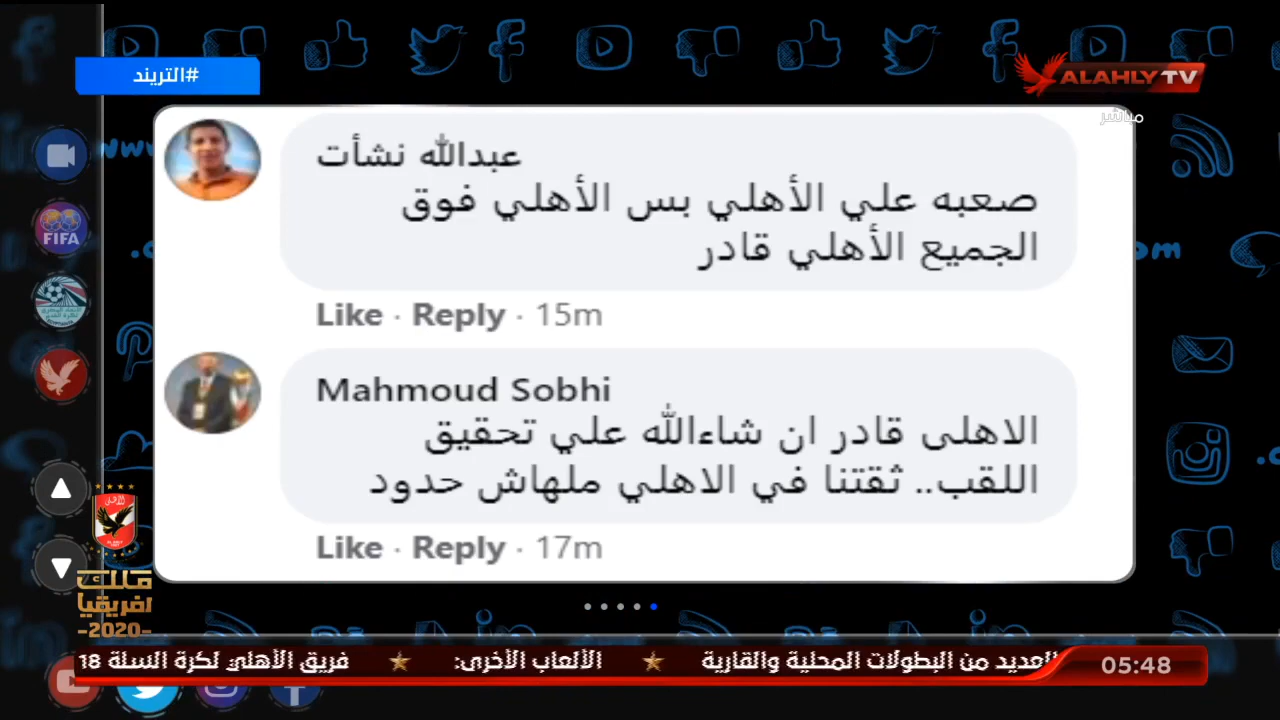 #التريند
ALAHLY TV
مباشر
عبدالله نشأت
صعبه علي الأهلي بس الأهلي فوق
الجميع الأهلي قادر
Like · Reply · 15m
Mahmoud Sobhi
الاهلى قادر ان شاءالله علي تحقيق
اللقب.. ثقتنا في الاهلي ملهاش حدود
Like · Reply · 17m
FIFA
ملك
افريقيا
-2020-
العديد من البطولات المحلية والقارية ★ الألعاب الأخرى: ★ فريق الأهلي لكرة السلة 18
05:48